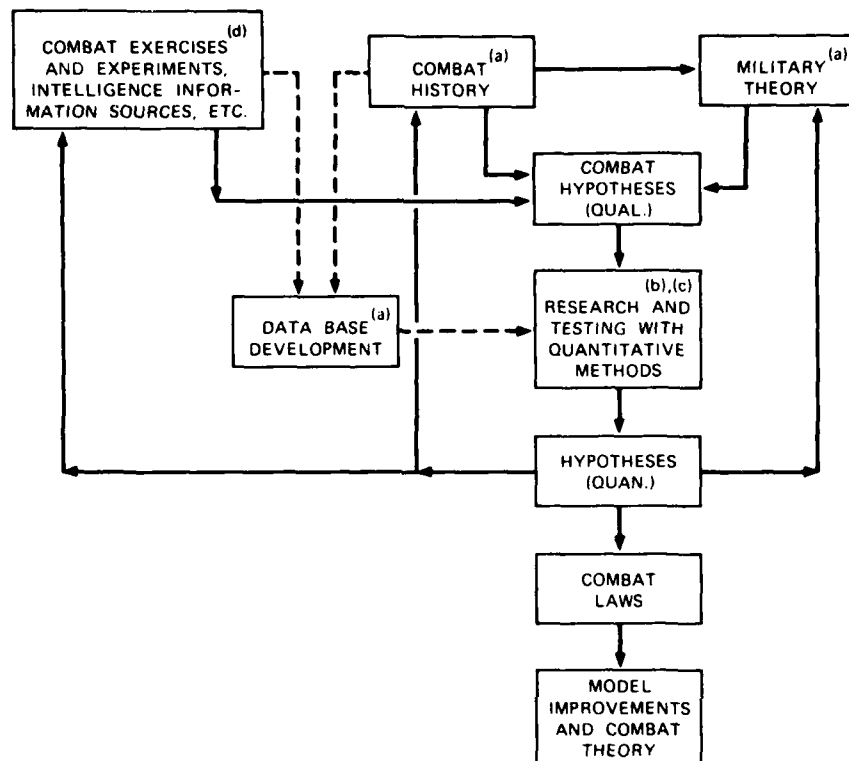 COMBAT EXERCISES (d)
AND EXPERIMENTS,
INTELLIGENCE INFOR-
MATION SOURCES, ETC.
COMBAT (a)
HISTORY
MILITARY (a)
THEORY
COMBAT
HYPOTHESES
(QUAL.)
DATA BASE (a)
DEVELOPMENT
(b),(c)
RESEARCH AND
TESTING WITH
QUANTITATIVE
METHODS
HYPOTHESES
(QUAN.)
COMBAT
LAWS
MODEL
IMPROVEMENTS
AND COMBAT
THEORY